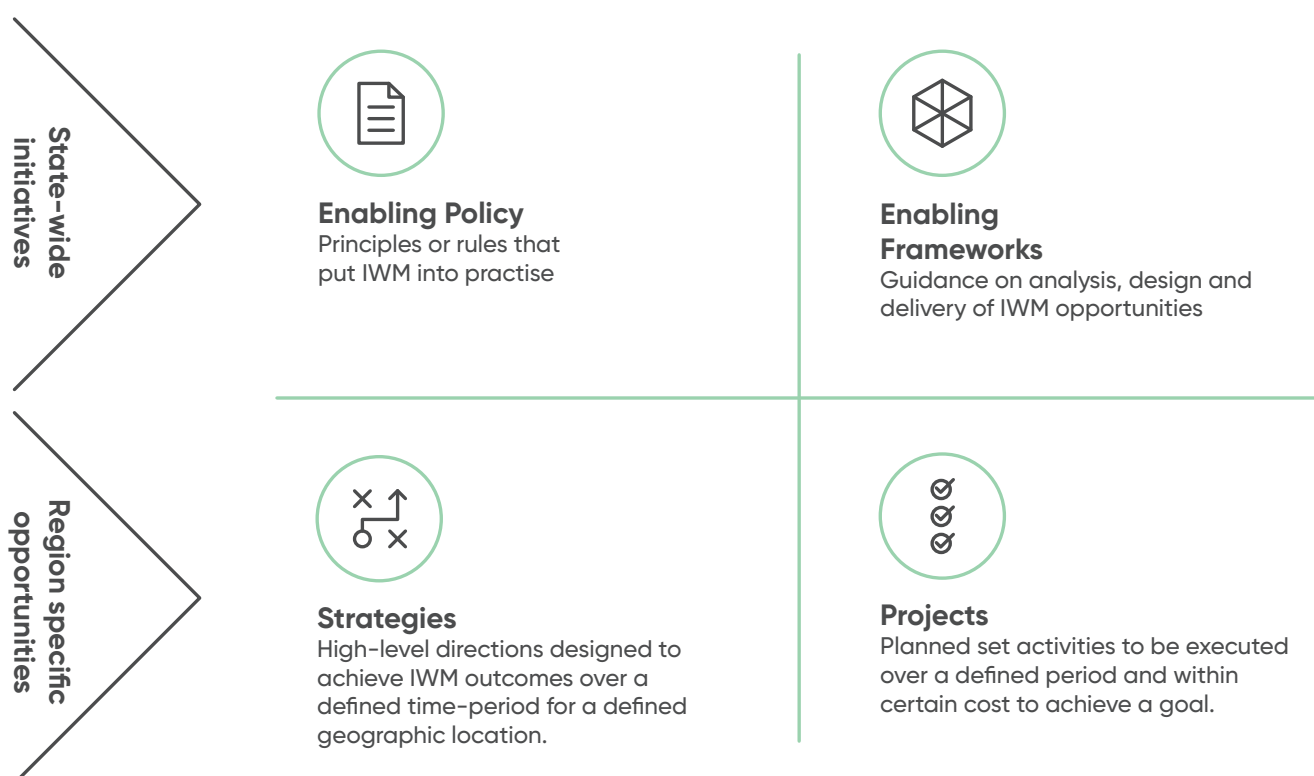 State-wide
initiatives
Enabling Policy
Principles or rules that
put IWM into practise
Enabling
Frameworks
Guidance on analysis, design and
delivery of IWM opportunities
Region specific
opportunities
Strategies
High-level directions designed to
achieve IWM outcomes over a
defined time-period for a defined
geographic location.
Projects
Planned set activities to be executed
over a defined period and within
certain cost to achieve a goal.